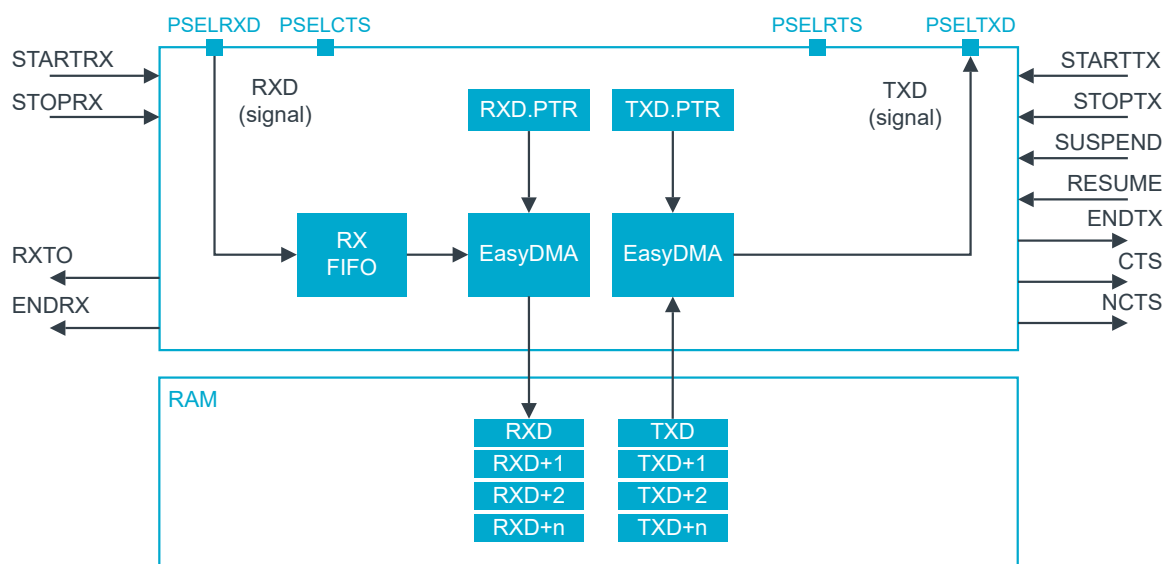 PSELRXD
PSELCTS
PSELRTS
PSELTXD
STARTRX
STOPRX
RXTO
ENDRX
RXD
(signal)
RXD.PTR
TXD.PTR
TXD
(signal)
RX
FIFO
EasyDMA
EasyDMA
STARTTX
STOPTX
SUSPEND
RESUME
ENDTX
CTS
NCTS
RAM
RXD
RXD+1
RXD+2
RXD+n
TXD
TXD+1
TXD+2
TXD+n